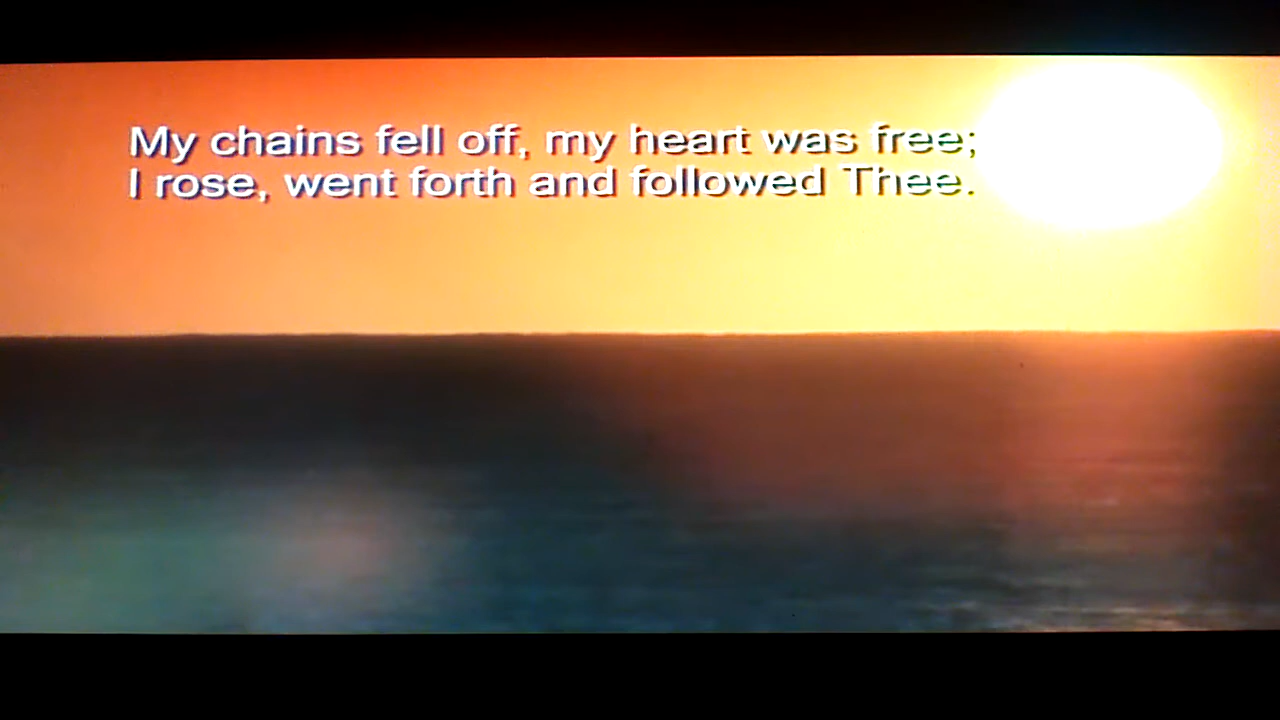 My chains fell off, my heart was free;
I rose, went forth and followed Thee.